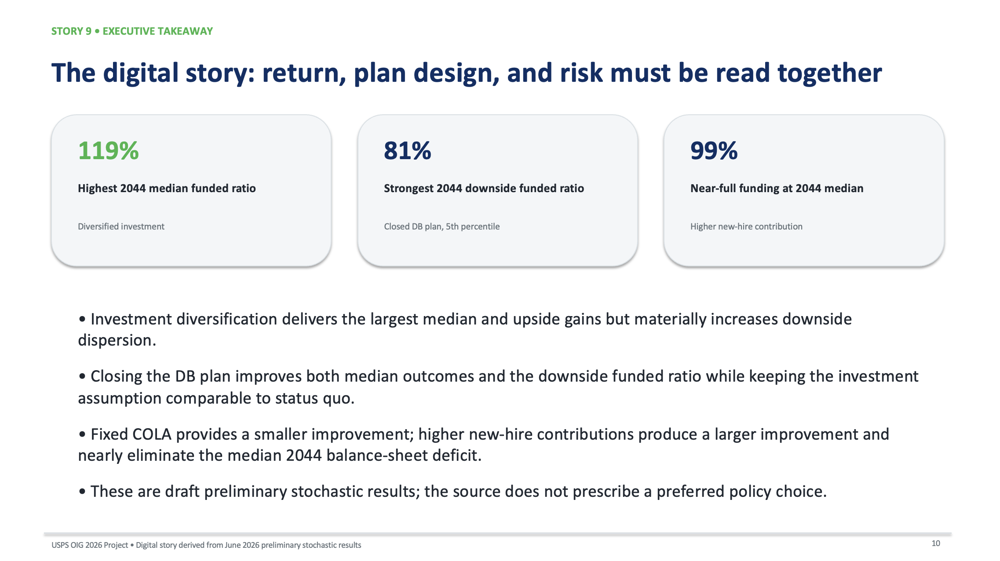 STORY 9 • EXECUTIVE TAKEAWAY
The digital story: return, plan design, and risk must be read together
119%
Highest 2044 median funded ratio
Diversified investment
81%
Strongest 2044 downside funded ratio
Closed DB plan, 5th percentile
99%
Near-full funding at 2044 median
Higher new-hire contribution
• Investment diversification delivers the largest median and upside gains but materially increases downside
dispersion.
• Closing the DB plan improves both median outcomes and the downside funded ratio while keeping the investment
assumption comparable to status quo.
• Fixed COLA provides a smaller improvement; higher new-hire contributions produce a larger improvement and
nearly eliminate the median 2044 balance-sheet deficit.
• These are draft preliminary stochastic results; the source does not prescribe a preferred policy choice.
USPS OIG 2026 Project • Digital story derived from June 2026 preliminary stochastic results
10